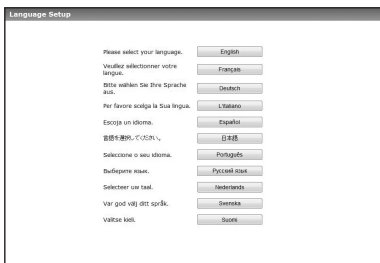 Language Setup
Please select your language.
English
Veuillez sélectionner votre
langue.
Français
Bitte wählen Sie Ihre Sprache
aus.
Deutsch
Per favore scelga la Sua lingua.
L'italiano
Escoja un idioma.
Español
言語を選択してください。
日本語
Seleccione o seu idioma.
Português
Выберите язык.
Русский язык
Selecteer uw taal.
Nederlands
Var god välj ditt språk.
Svenska
Valitse kieli.
Suomi